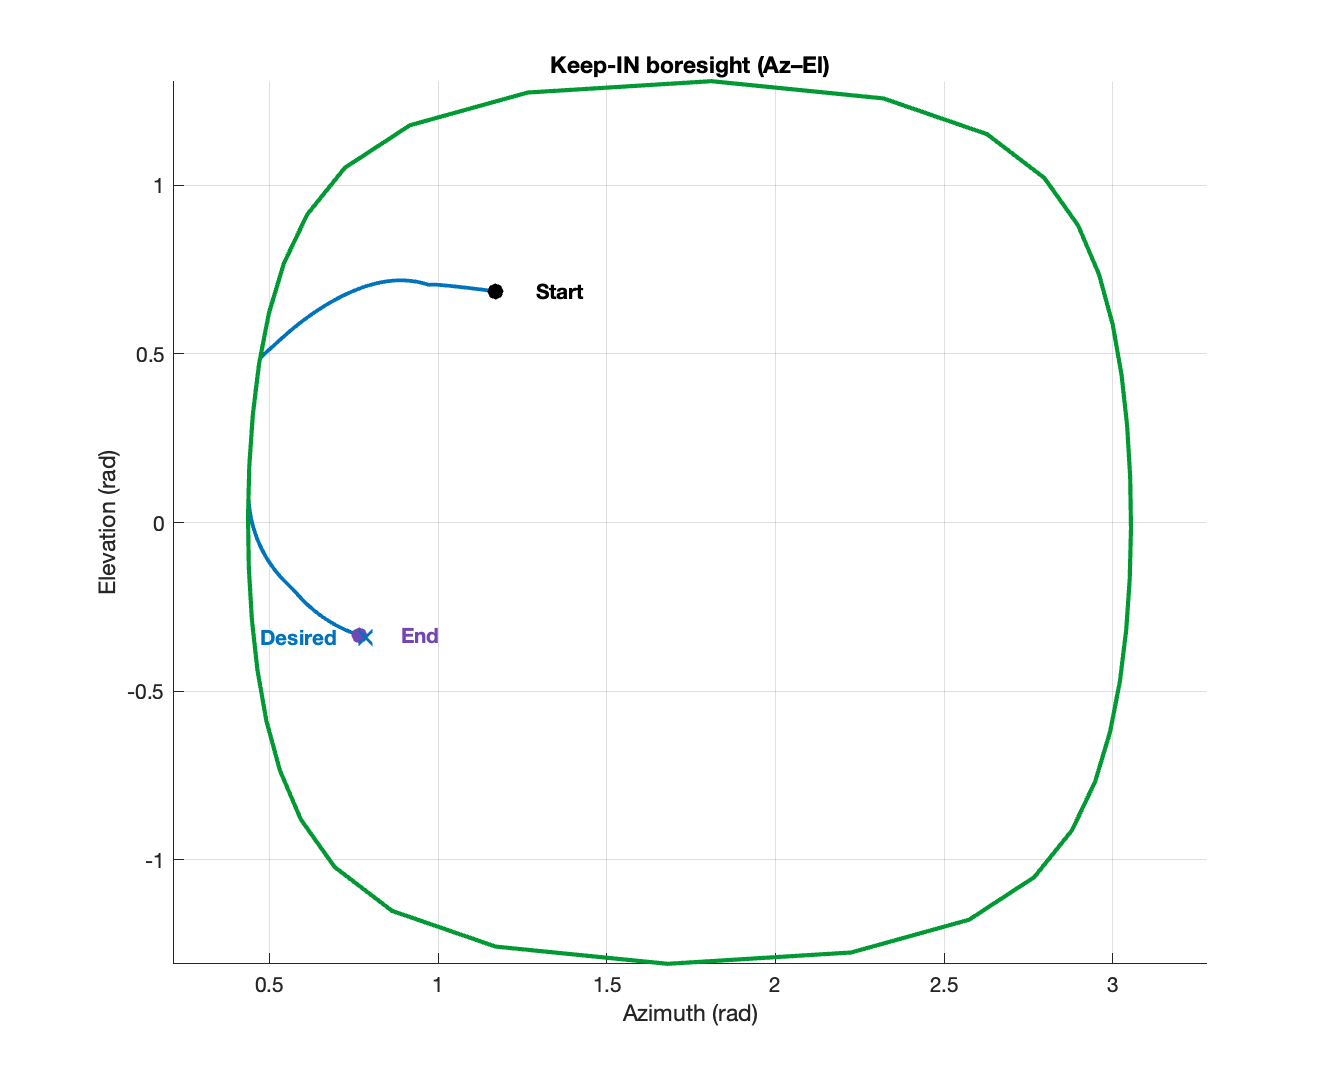 Keep-IN boresight (Az–El)
1
0.5
0
-0.5
-1
Start
Desired
End
0.5
1
1.5
2
2.5
3
Azimuth (rad)
Elevation (rad)